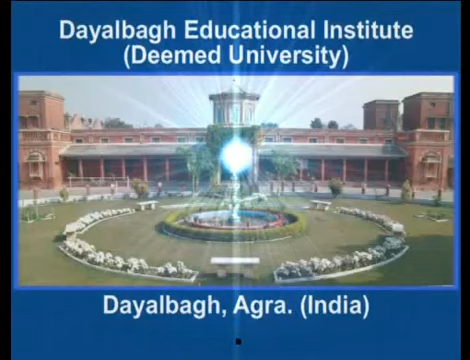 Dayalbagh Educational Institute
(Deemed University)
Dayalbagh, Agra. (India)